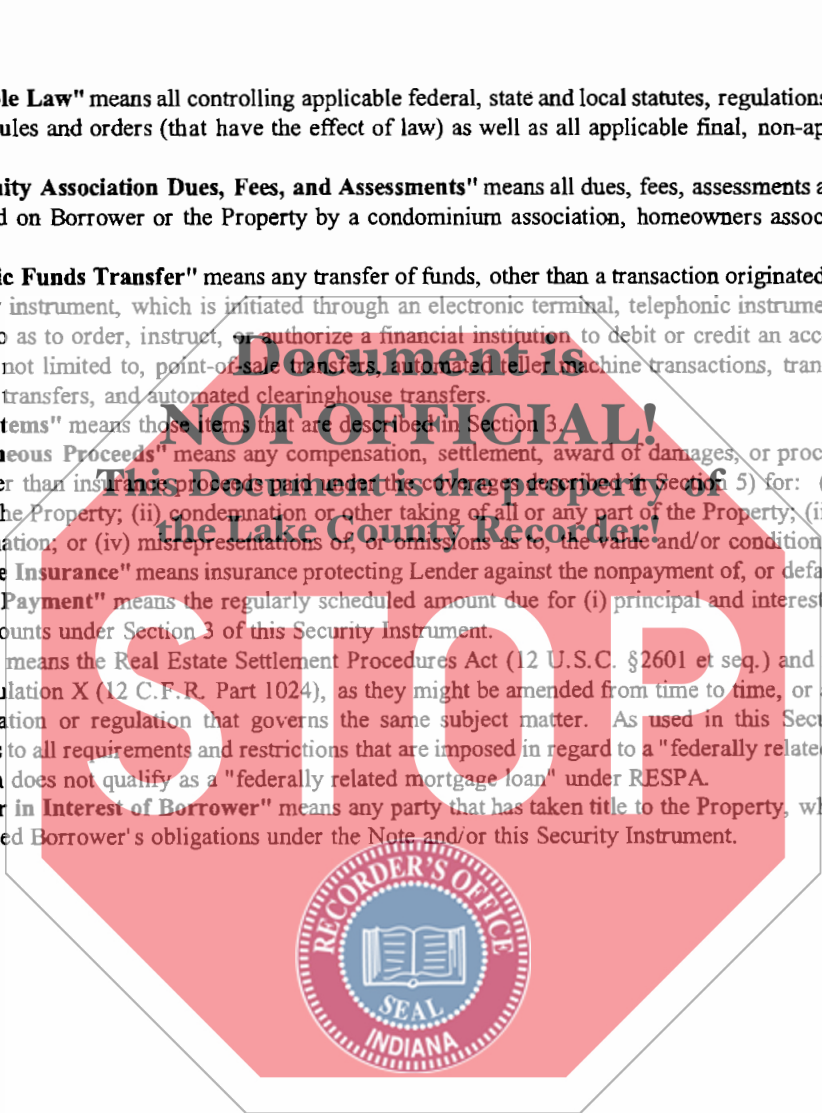 le Law" means all controlling applicable federal, state and local statutes, regulations
ules and orders (that have the effect of law) as well as all applicable final, non-ap
ity Association Dues, Fees, and Assessments" means all dues, fees, assessments a
d on Borrower or the Property by a condominium association, homeowners assoc
ic Funds Transfer" means any transfer of funds, other than a transaction originated
instrument, which is initiated through an electronic terminal, telephonic instrume
o as to order, instruct, or authorize a financial institution to debit or credit an acc
not limited to, point-of-sale transfers, automated teller machine transactions, tran
transfers, and automated clearinghouse transfers.
tems" means those items that are described in Section 3.
eous Proceeds" means any compensation, settlement, award of damages, or proc
er than insurance proceeds paid under the coverages described in Section 5) for: (
he Property; (ii) condemnation or other taking of all or any part of the Property; (ii
ation; or (iv) misrepresentations of, or omissions as to, the value and/or condition
e Insurance" means insurance protecting Lender against the nonpayment of, or defa
Payment" means the regularly scheduled amount due for (i) principal and interest
ounts under Section 3 of this Security Instrument.
means the Real Estate Settlement Procedures Act (12 U.S.C. §2601 et seq.) and
ulation X (12 C.F.R. Part 1024), as they might be amended from time to time, or
ation or regulation that governs the same subject matter. As used in this Secu
to all requirements and restrictions that are imposed in regard to a "federally relate
does not qualify as a "federally related mortgage loan" under RESPA.
r in Interest of Borrower" means any party that has taken title to the Property, wh
ed Borrower's obligations under the Note and/or this Security Instrument.
Document is
NOT OFFICIAL!
This Document is the property of
the Lake County Recorder!
STOP
RECORDER'S OFFICE
SEAL
INDIANA